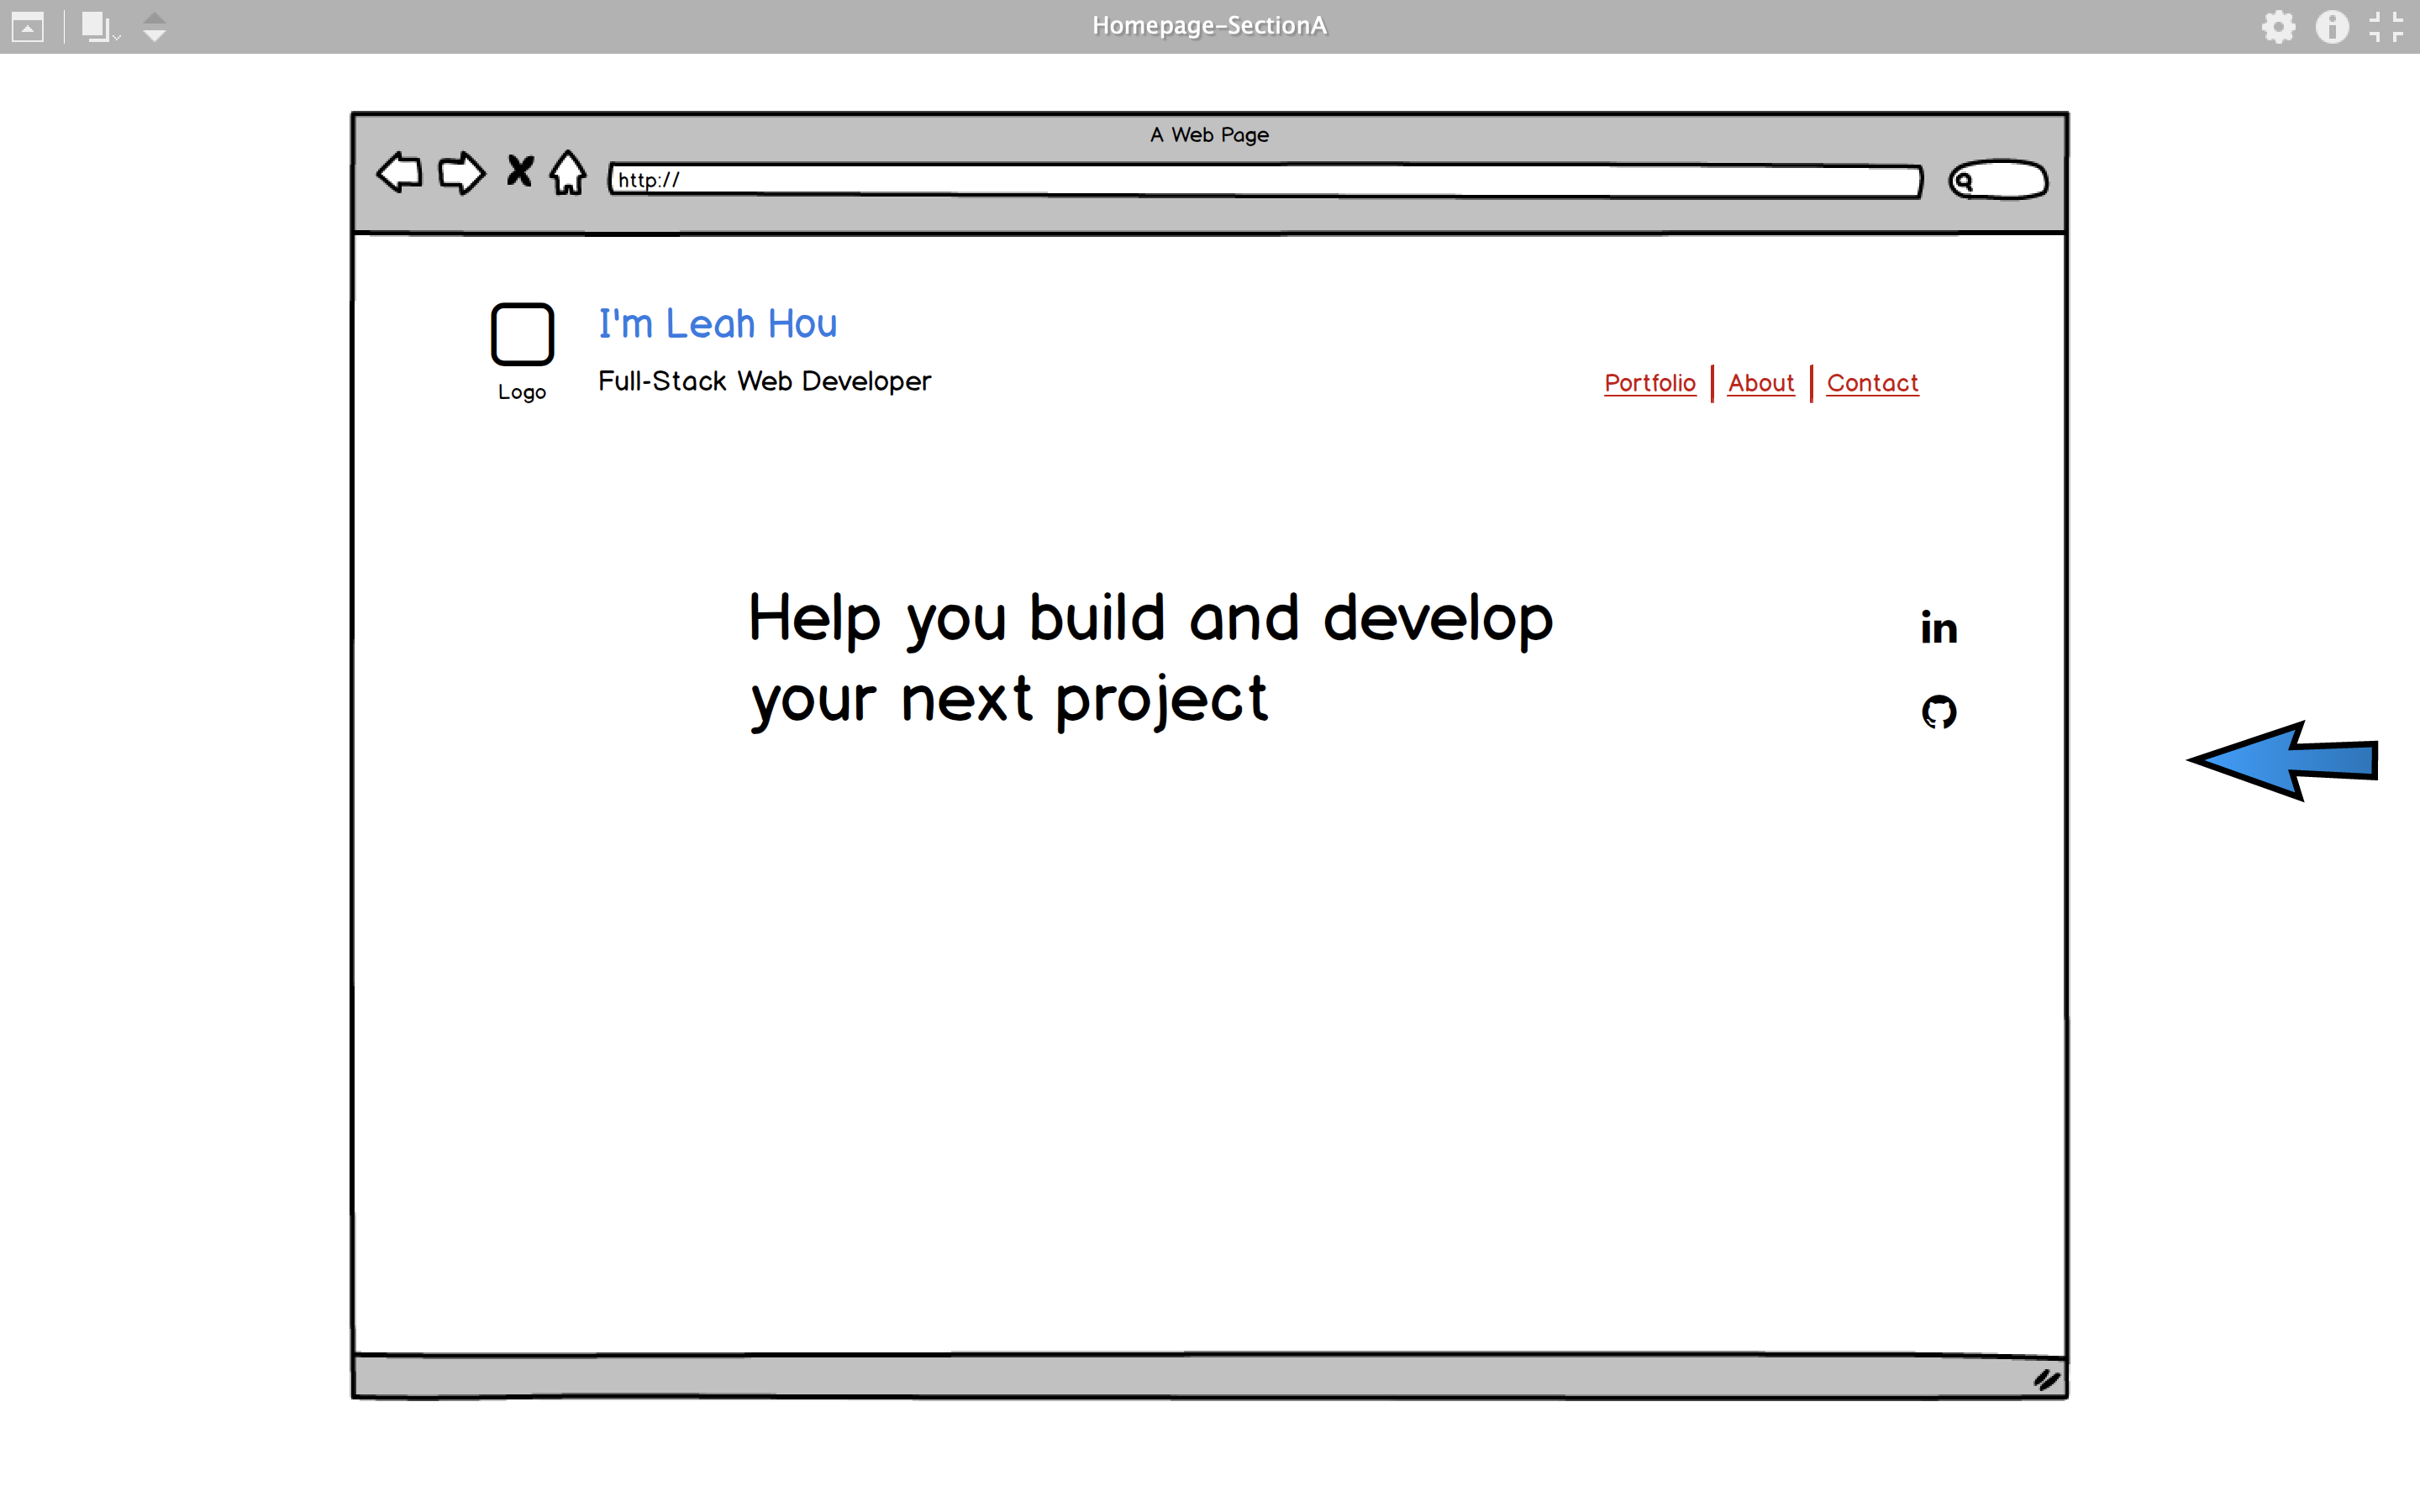 Homepage-SectionA
A Web Page
http://
I'm Leah Hou
Logo
Full-Stack Web Developer
Portfolio
About
Contact
Help you build and develop
your next project
in